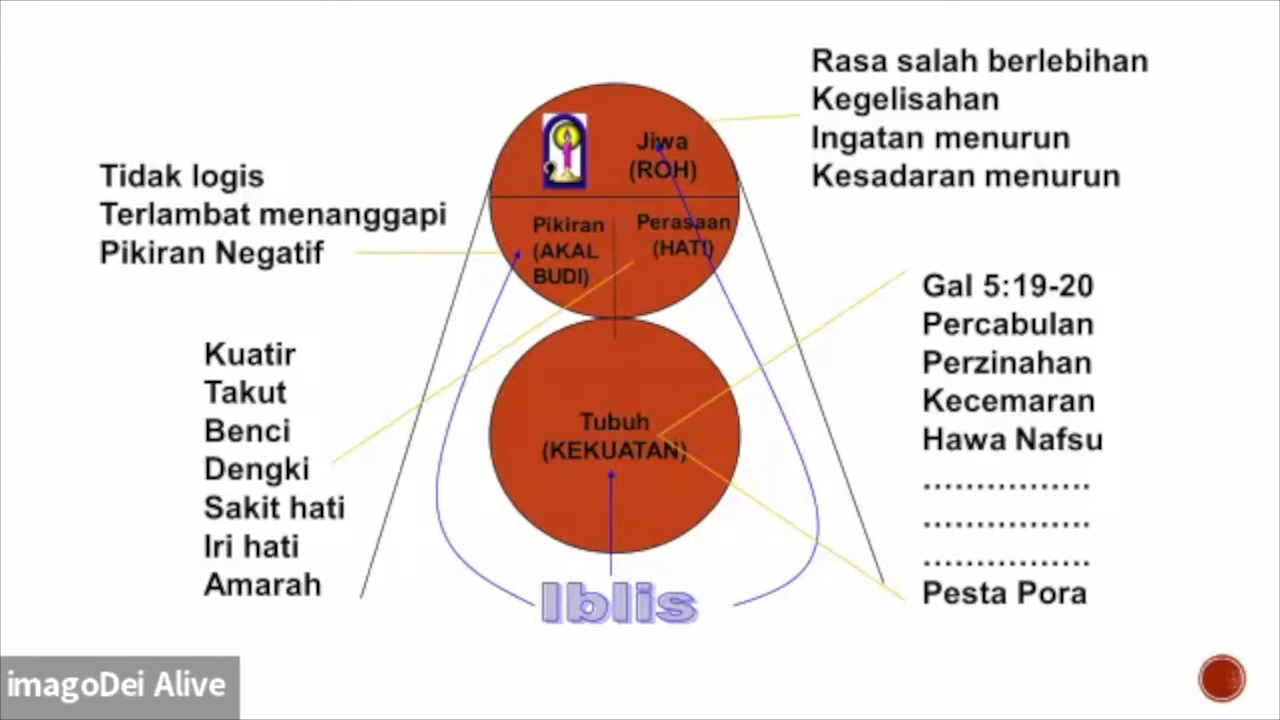 Rasa salah berlebihan
Kegelisahan
Ingatan menurun
Kesadaran menurun
Jiwa
(ROH)
Tidak logis
Terlambat menanggapi
Pikiran Negatif
Pikiran
(AKAL
BUDI)
Perasaan
(HATI)
Gal 5:19-20
Percabulan
Perzinahan
Kecemaran
Hawa Nafsu
................
................
................
Pesta Pora
Kuatir
Takut
Benci
Dengki
Sakit hati
Iri hati
Amarah
Tubuh
(KEKUATAN)
Iblis
imagoDei Alive